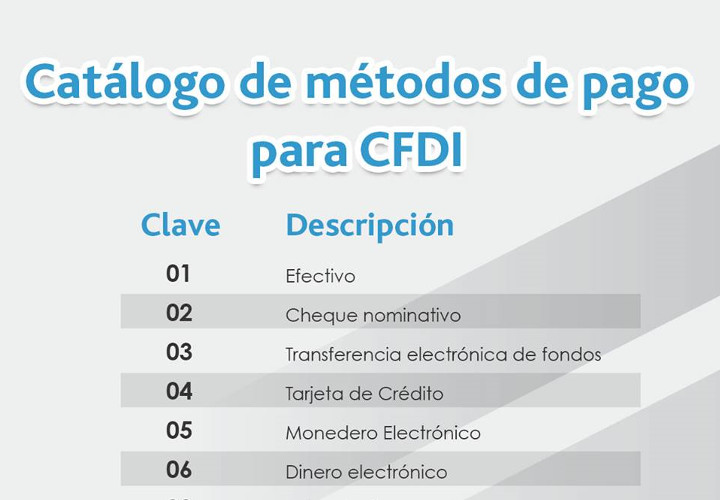 Catálogo de métodos de pago
para CFDI
Clave Descripción
01 Efectivo
02 Cheque nominativo
03 Transferencia electrónica de fondos
04 Tarjeta de Crédito
05 Monedero Electrónico
06 Dinero electrónico